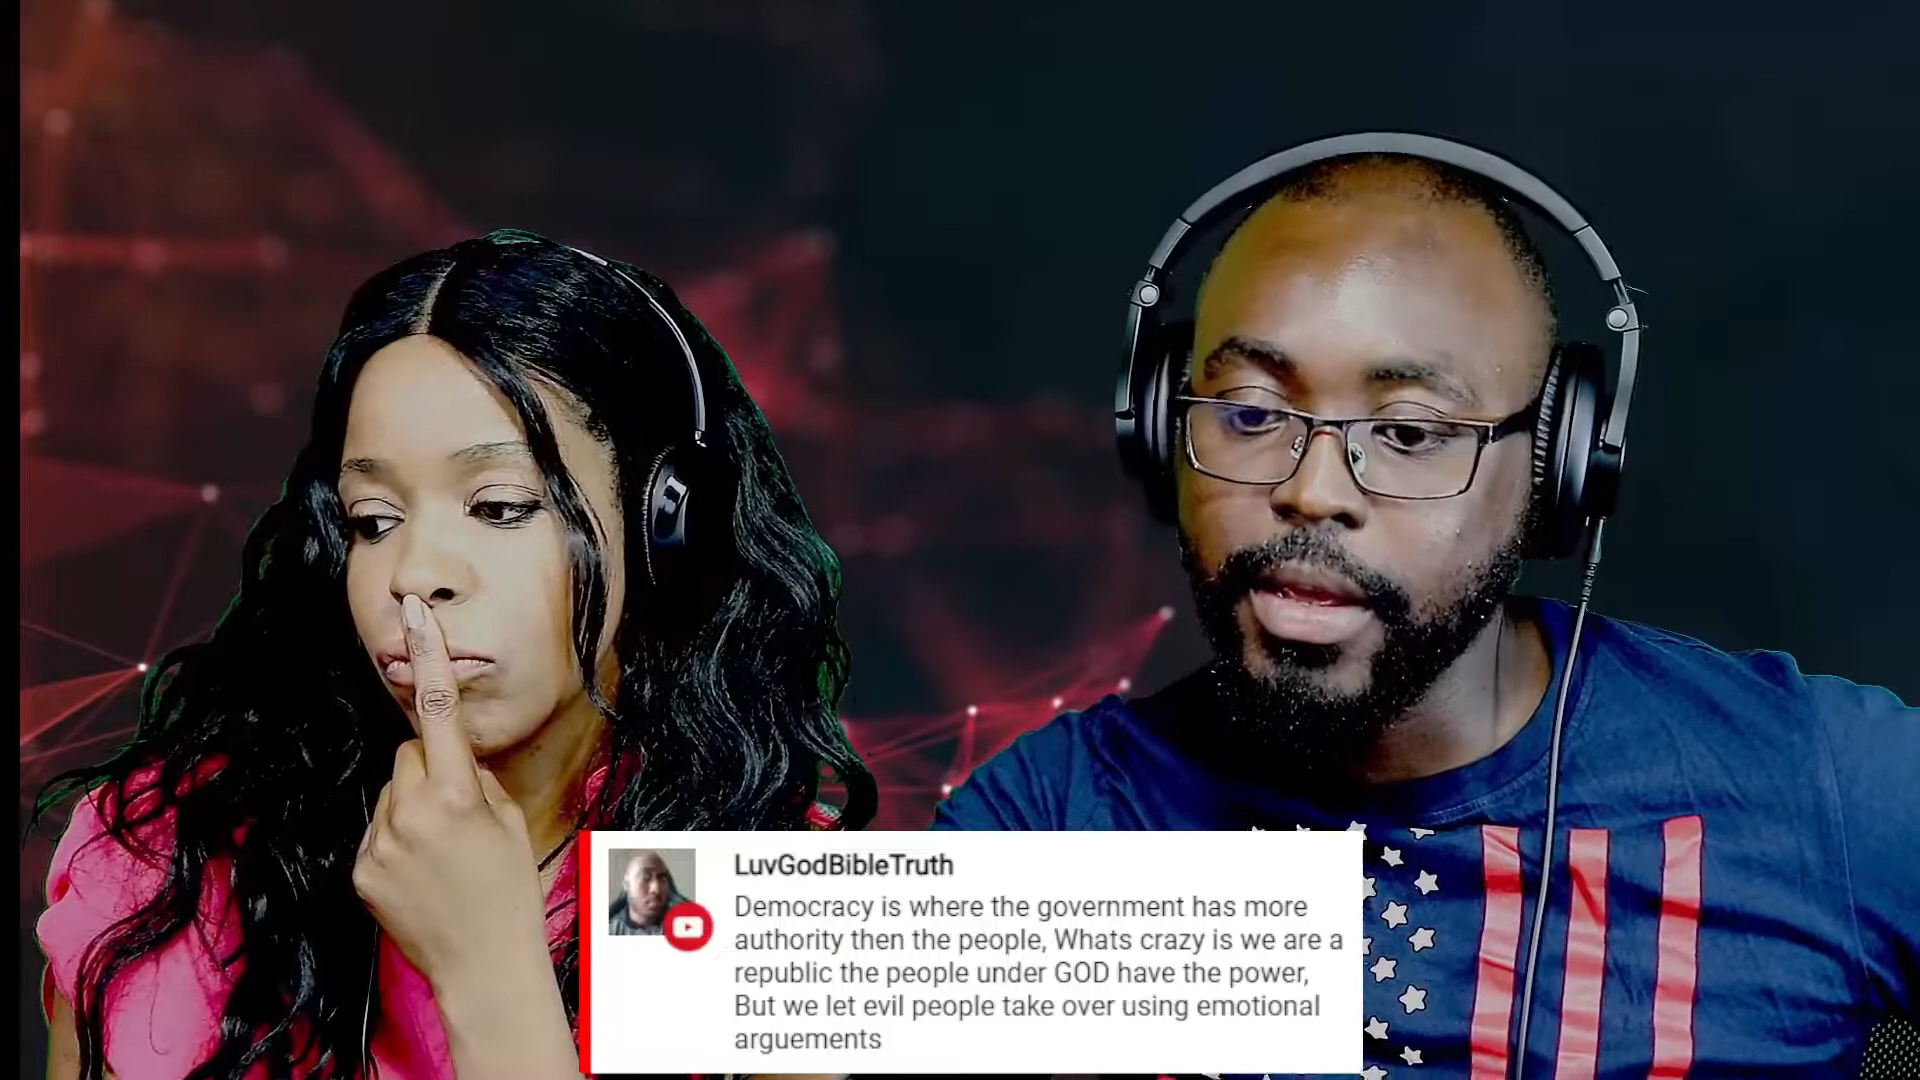 LuvGodBibleTruth
Democracy is where the government has more
authority then the people, Whats crazy is we are a
republic the people under GOD have the power,
But we let evil people take over using emotional
arguements